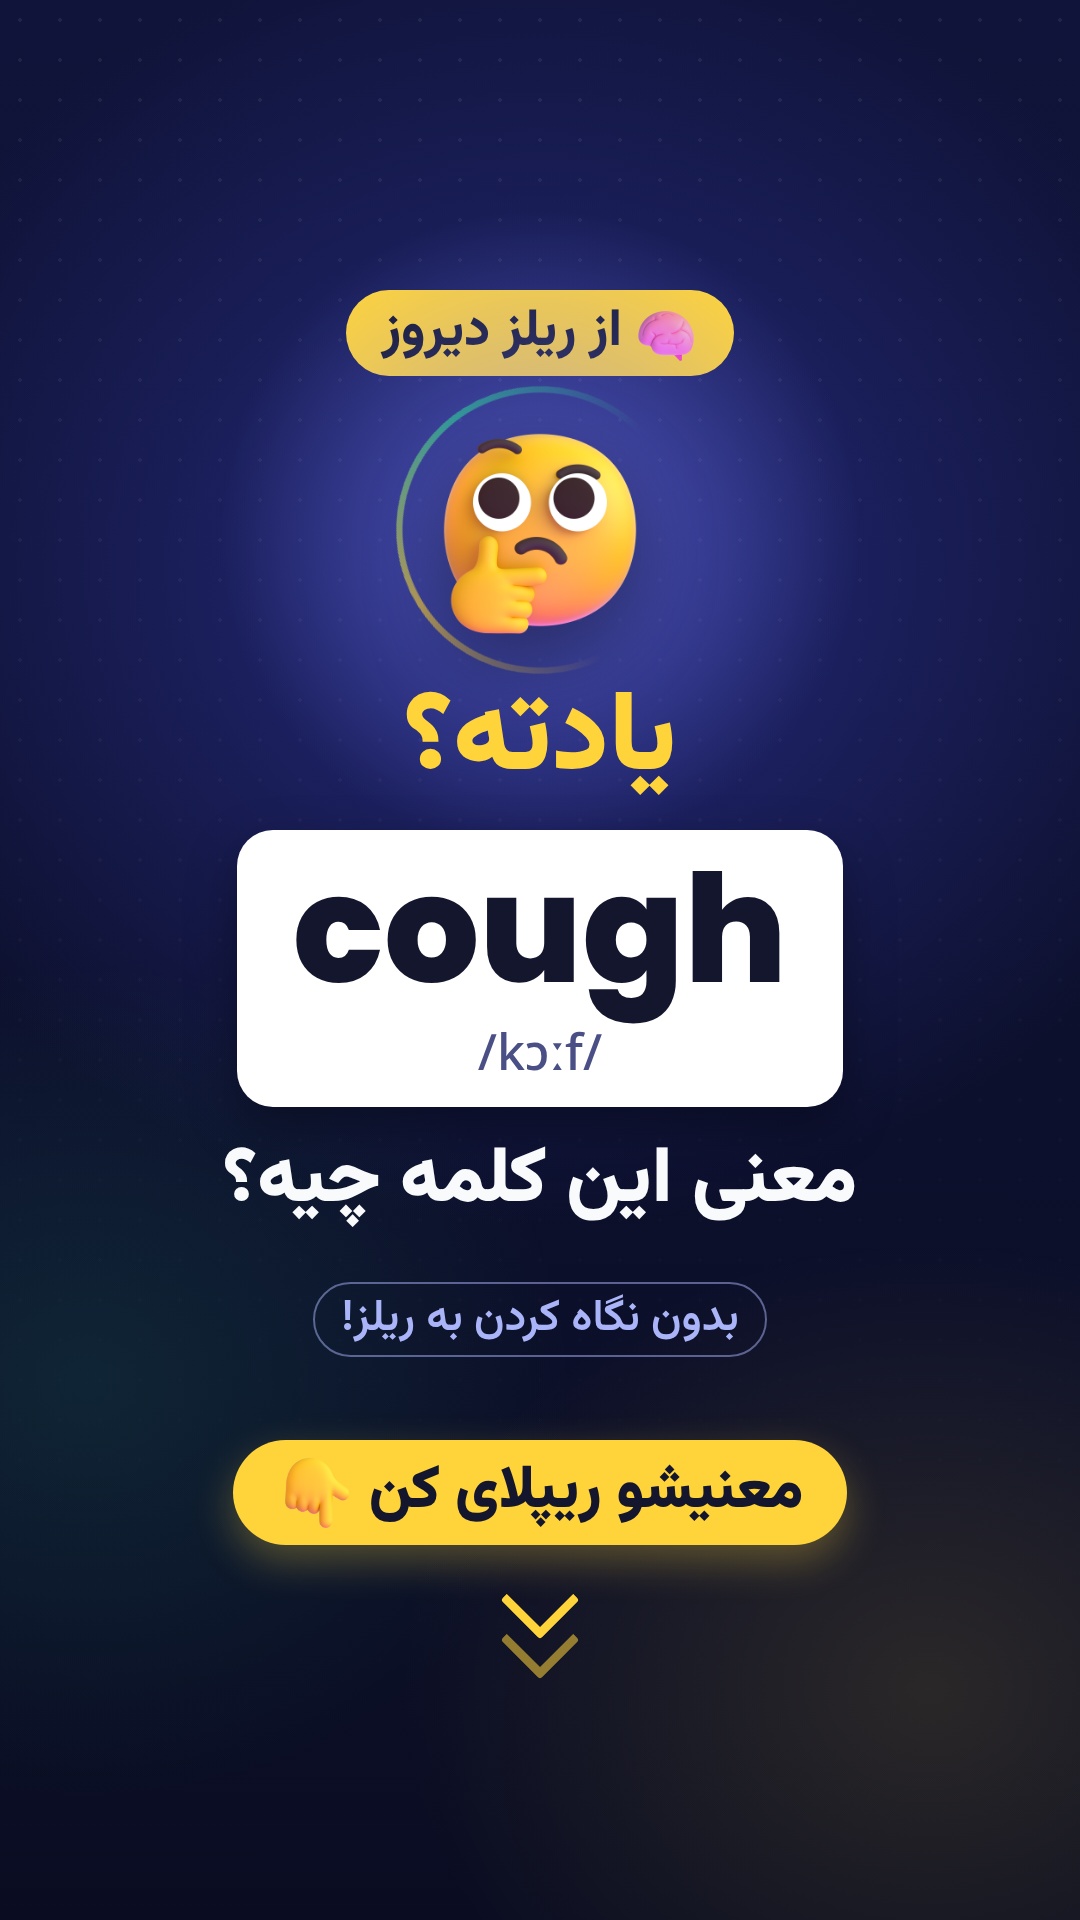 🧠 از ریلز دیروز
یادته؟
cough
/kɔːf/
معنی این کلمه چیه؟
بدون نگاه کردن به ریلز!
معنیشو ریپلای کن 👇